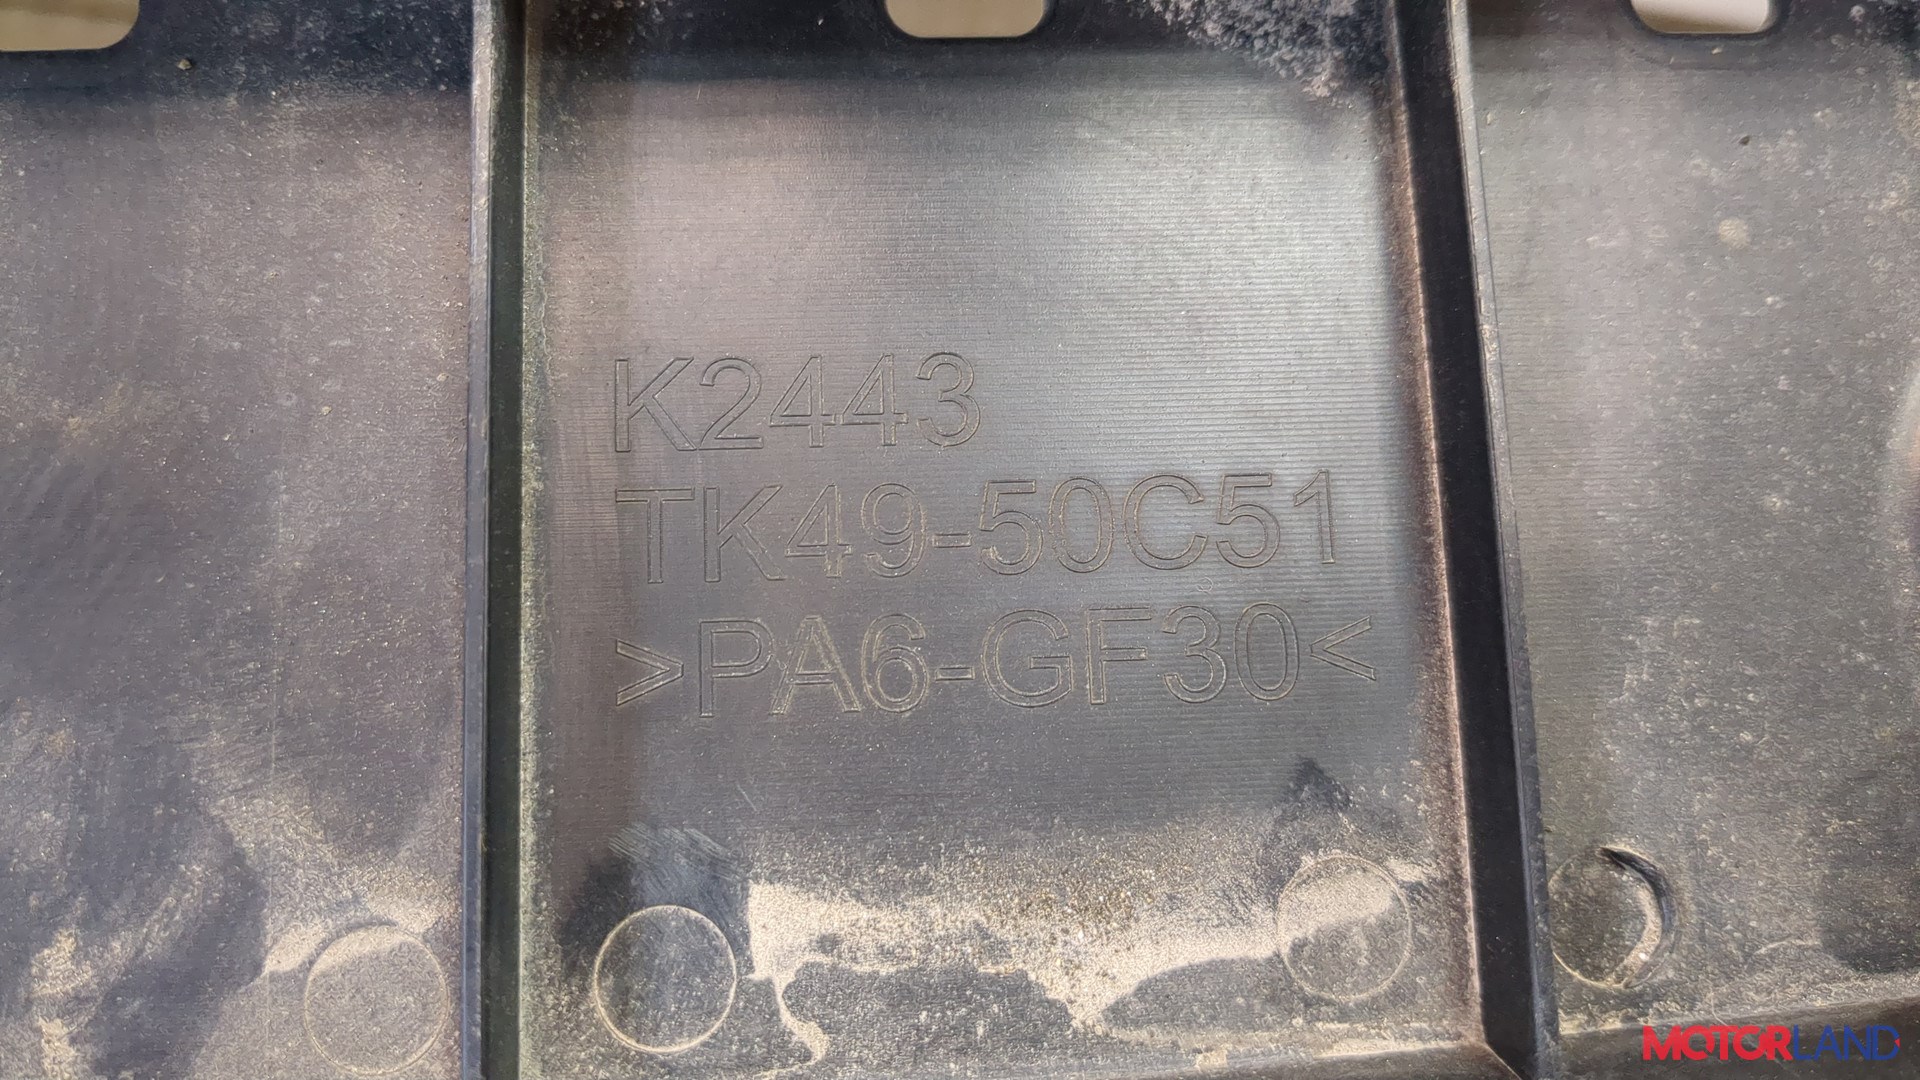 K2443
TK49-50C51
>PA6-GF30<
MOTORLAND